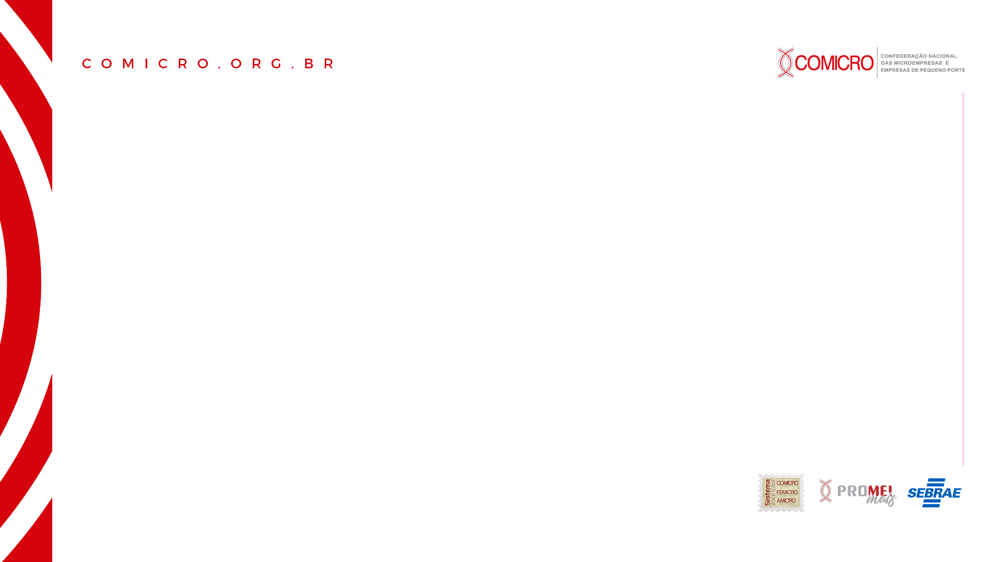 COMICRO.ORG.BR
COMICRO
CONFEDERAÇÃO NACIONAL
DAS MICROEMPRESAS E
EMPRESAS DE PEQUENO PORTE
Sistema
COMICRO
FEMICRO
AMICRO
PROMEI
mais
SEBRAE